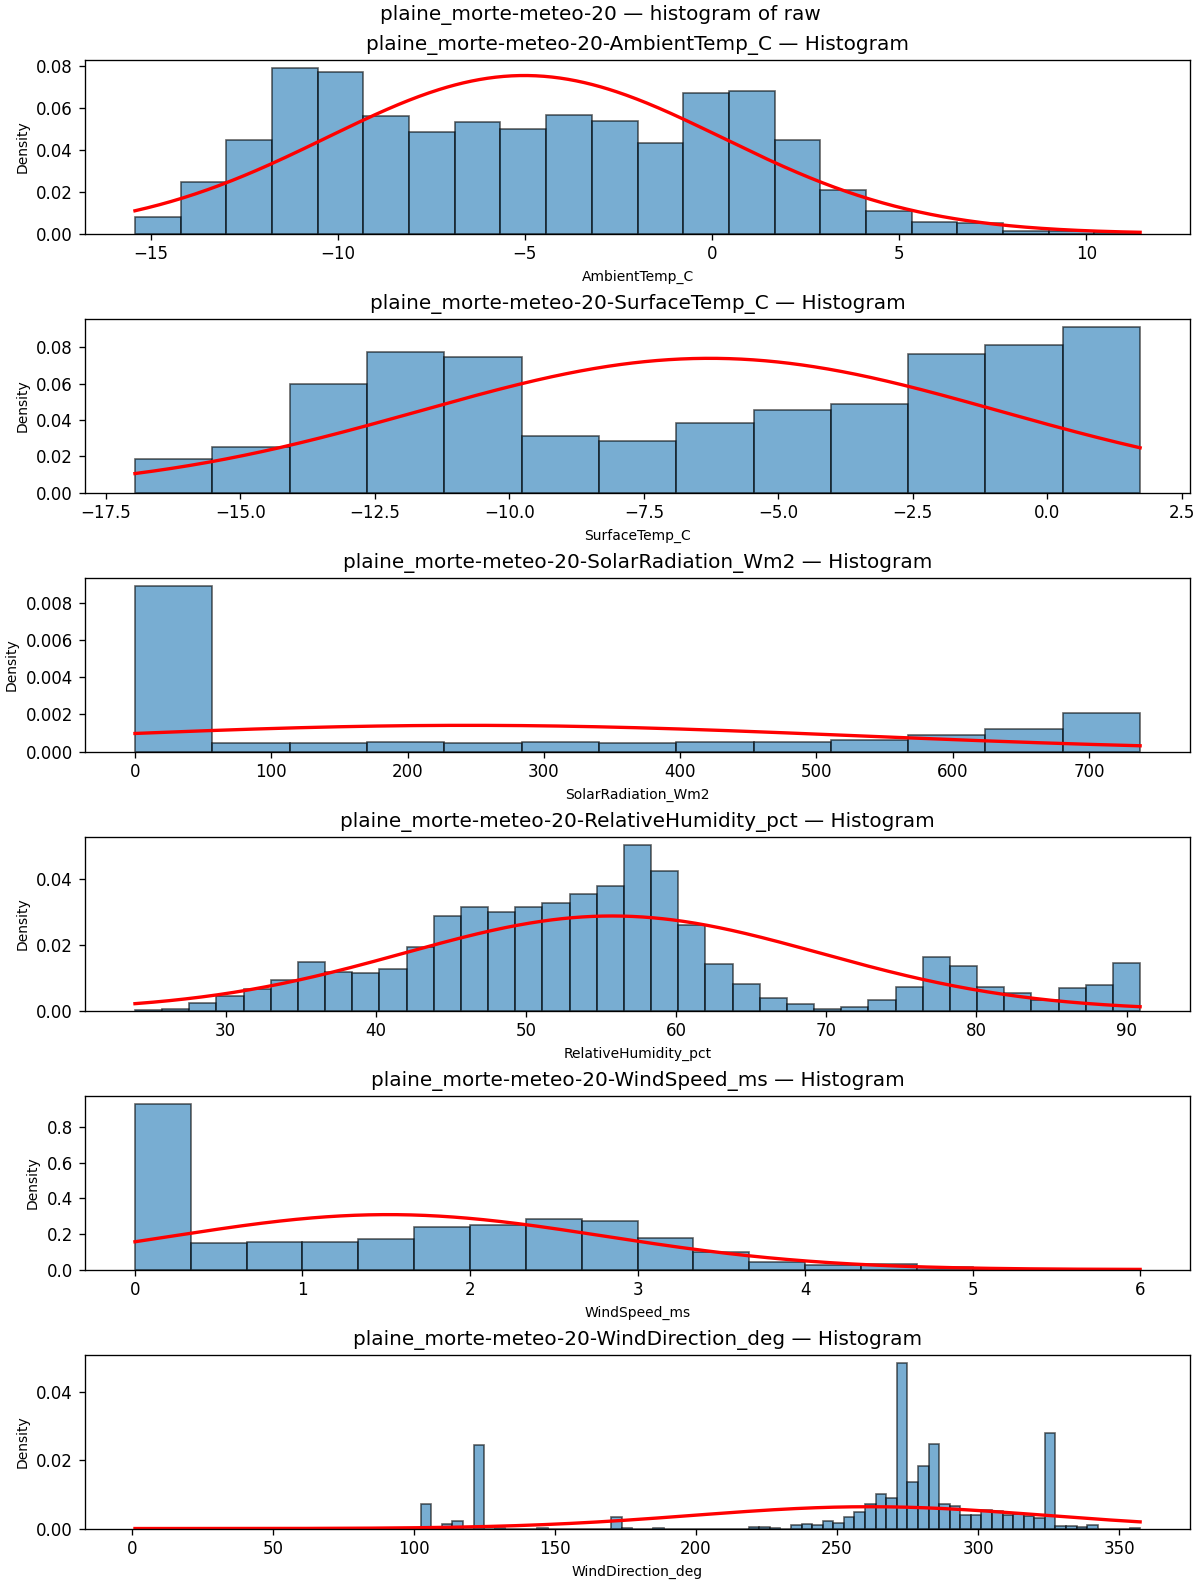 plaine_morte-meteo-20 — histogram of raw
plaine_morte-meteo-20-AmbientTemp_C — Histogram
0.08
0.06
0.04
0.02
0.00
Density
−15 −10 −5 0 5 10
AmbientTemp_C
plaine_morte-meteo-20-SurfaceTemp_C — Histogram
0.08
0.06
0.04
0.02
0.00
Density
−17.5 −15.0 −12.5 −10.0 −7.5 −5.0 −2.5 0.0 2.5
SurfaceTemp_C
plaine_morte-meteo-20-SolarRadiation_Wm2 — Histogram
0.008
0.006
0.004
0.002
0.000
Density
0 100 200 300 400 500 600 700
SolarRadiation_Wm2
plaine_morte-meteo-20-RelativeHumidity_pct — Histogram
0.04
0.02
0.00
Density
30 40 50 60 70 80 90
RelativeHumidity_pct
plaine_morte-meteo-20-WindSpeed_ms — Histogram
0.8
0.6
0.4
0.2
0.0
Density
0 1 2 3 4 5 6
WindSpeed_ms
plaine_morte-meteo-20-WindDirection_deg — Histogram
0.04
0.02
0.00
Density
0 50 100 150 200 250 300 350
WindDirection_deg